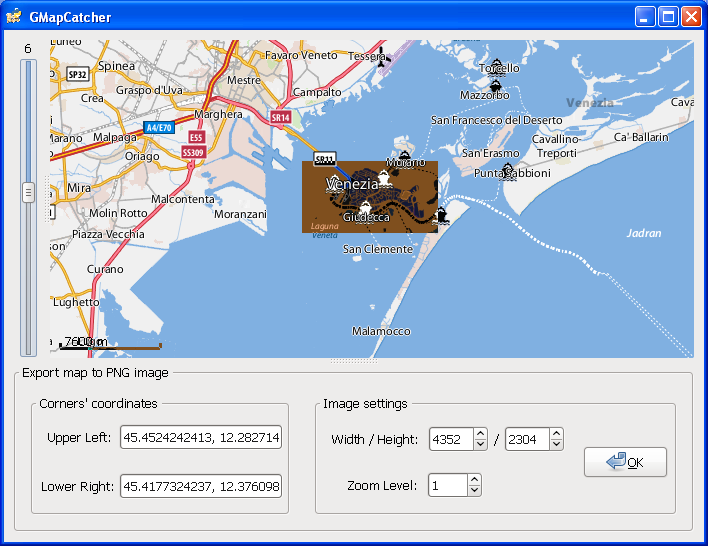 GMapCatcher
6
Luneo
Favaro Veneto
Tessera
Spinea
SP32
Mestre
Torcello
Graspo d'Uva
Campalto
Mazzorbo
Crea
Venezia
Cava
Marghera
SR14
San Francesco del Deserto
Marano
Malpaga
A4/E70
E55
Cavallino-
Treporti
Ca' Ballarin
Oriago
SS309
SR11
Murano
San'Erasmo
Mira
Venezia
Punta Sabbioni
Malcontenta
Molin Rotto
Moranzani
Giudecca
Piazza Vecchia
Laguna
Veneta
Jadran
son
San Clemente
Curano
Lughetto
Malamocco
7600 m
Export map to PNG image
Corners' coordinates
Image settings
Upper Left: 45.4524242413, 12.282714
Width / Height: 4352 / 2304
OK
Lower Right: 45.4177324237, 12.376098
Zoom Level: 1